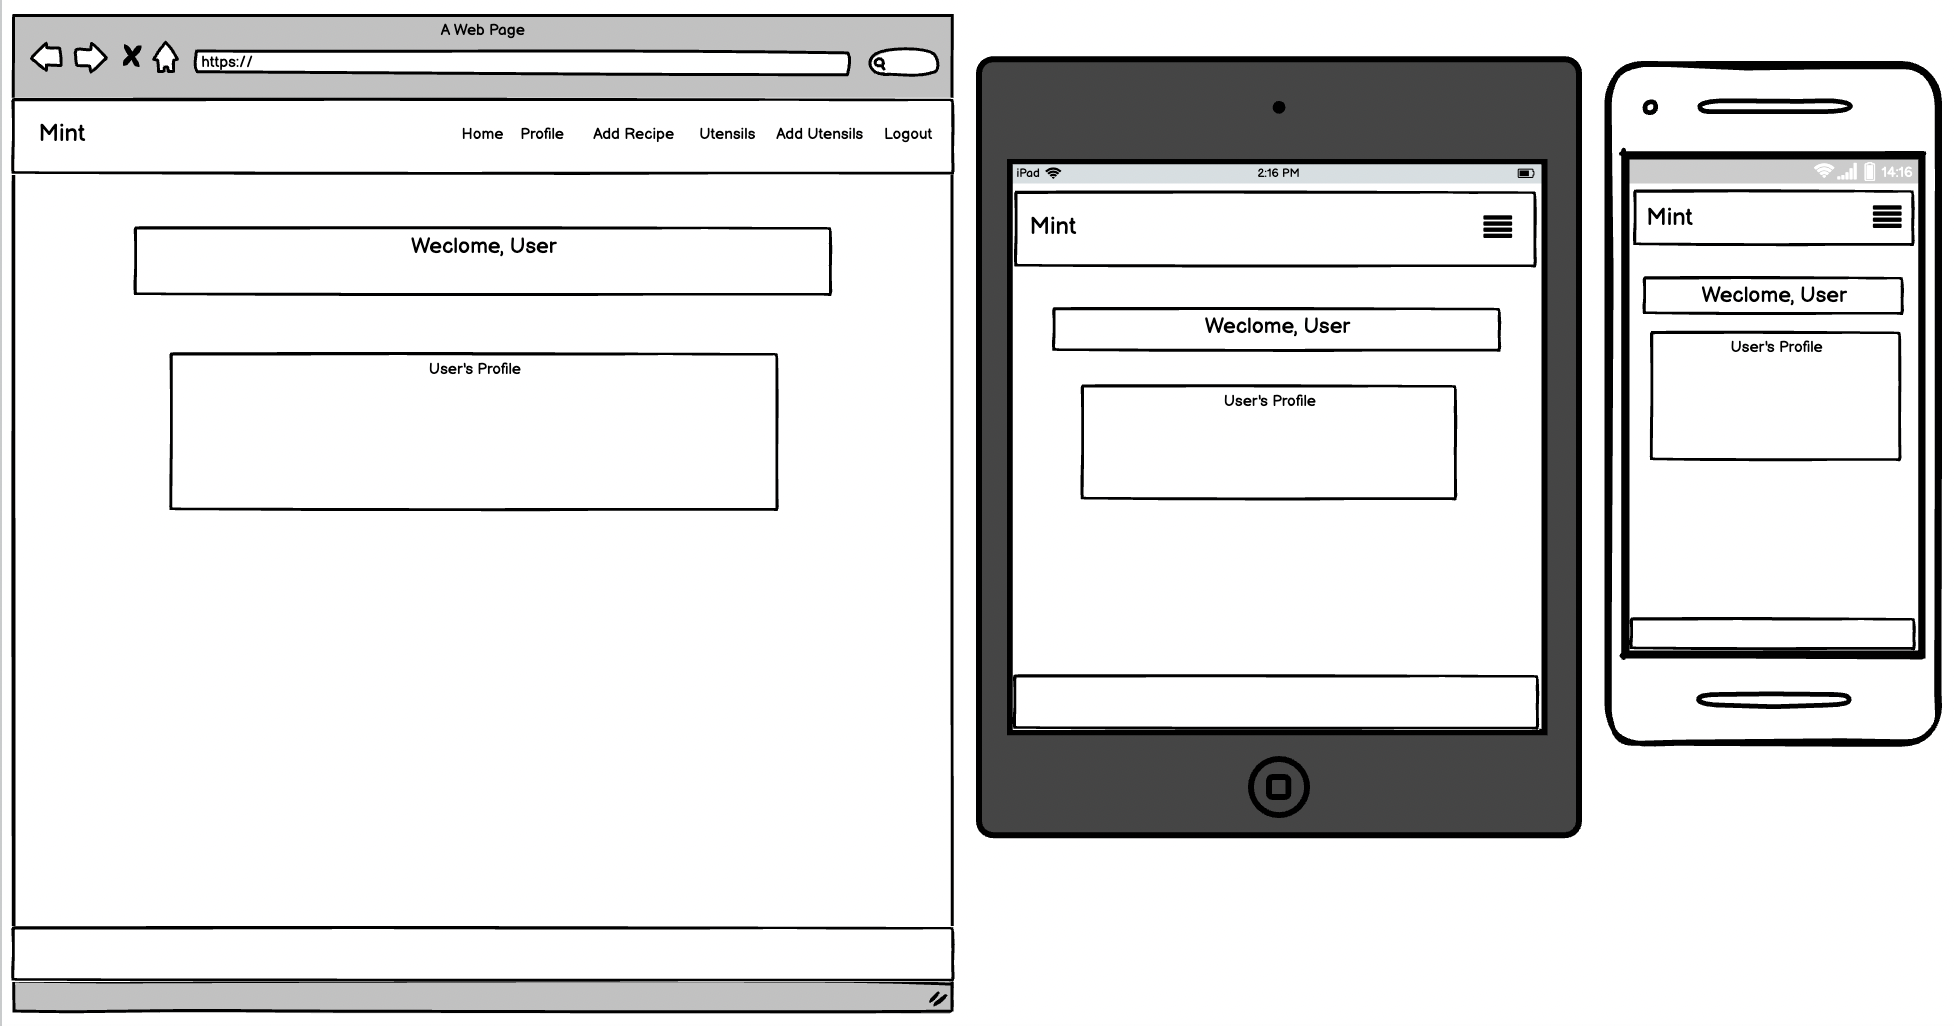 A Web Page
https://
Mint
Home Profile Add Recipe Utensils Add Utensils Logout
Weclome, User
User's Profile
iPad 2:16 PM
Mint
Weclome, User
User's Profile
14:16
Mint
Weclome, User
User's Profile